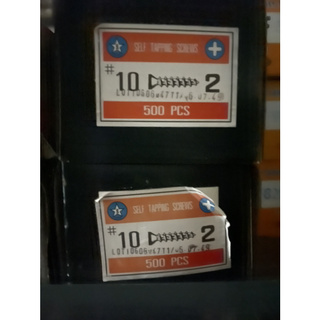 SELF TAPPING SCREWS
# 10 2
500 PCS
SELF TAPPING SCREWS
# 10 2
500 PCS